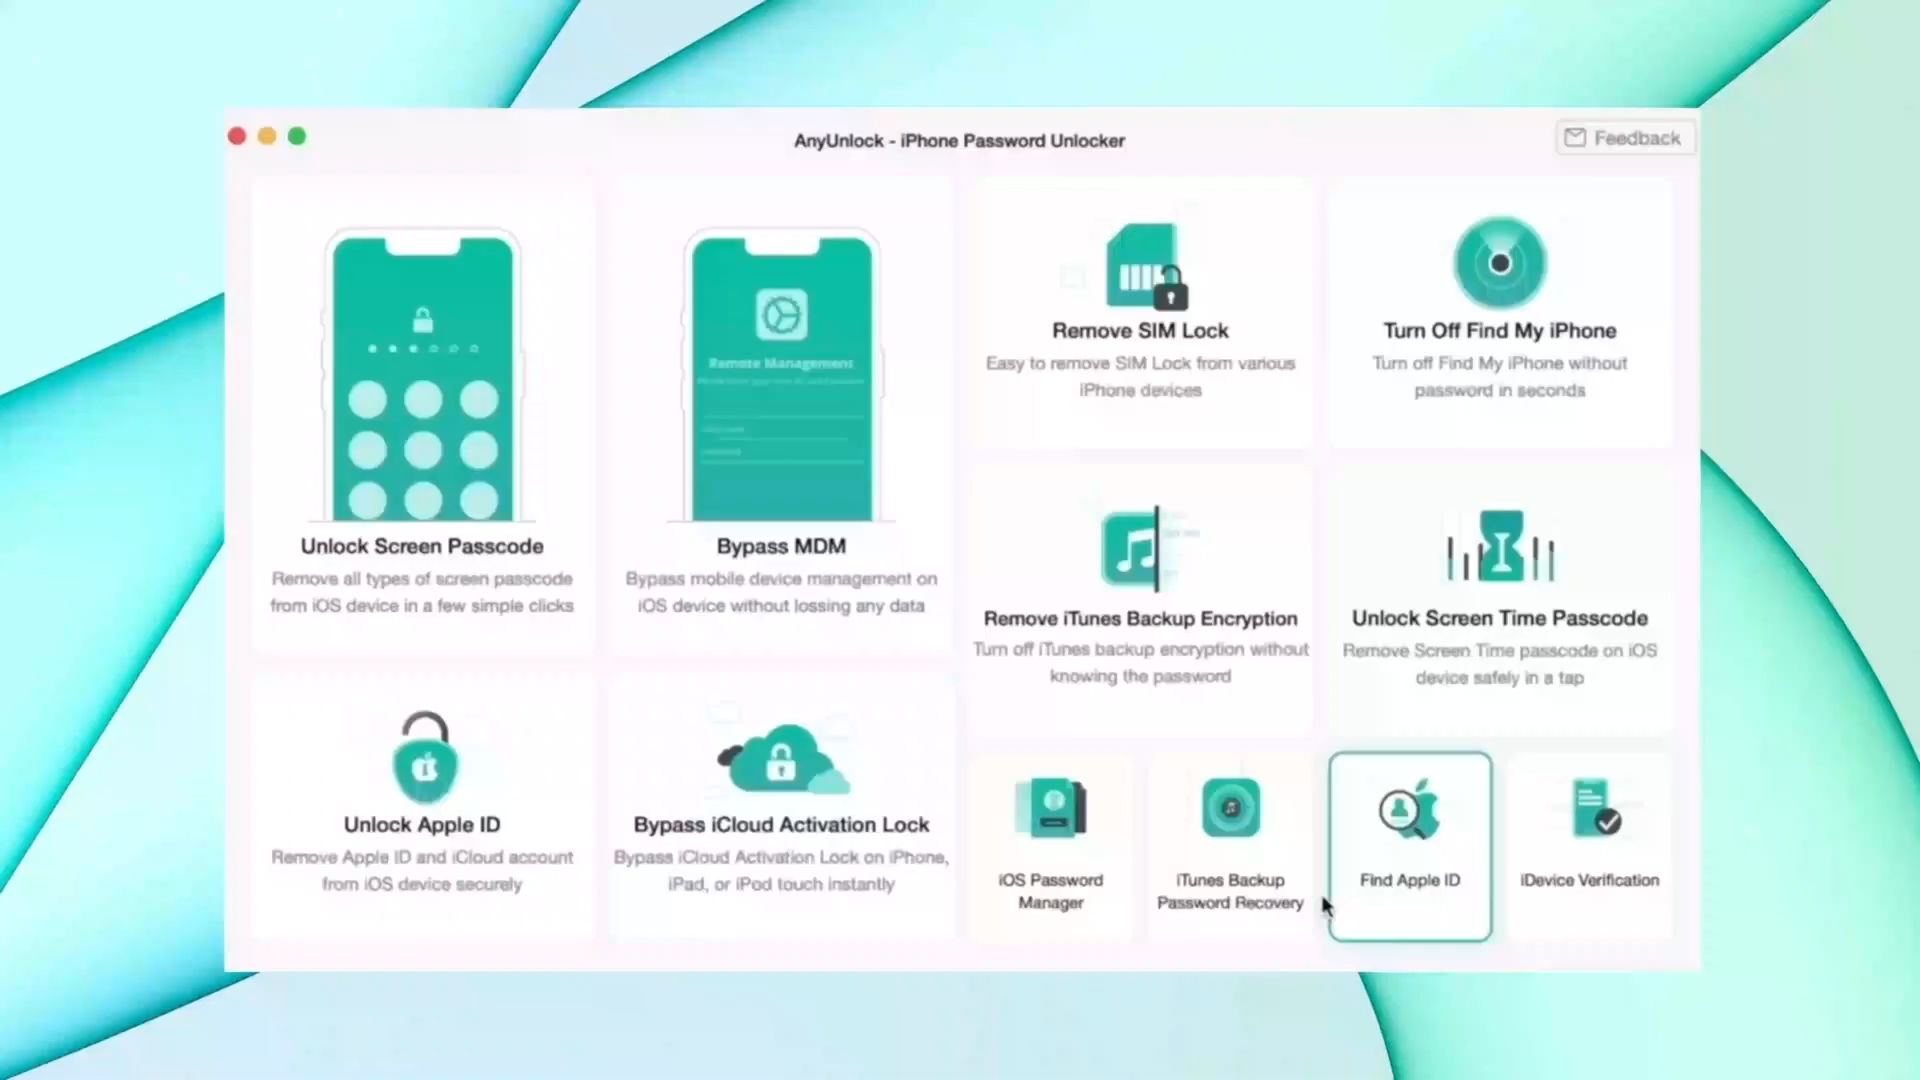 AnyUnlock - iPhone Password Unlocker
Feedback
Remote Management
Unlock Screen Passcode
Remove all types of screen passcode
from iOS device in a few simple clicks
Bypass MDM
Bypass mobile device management on
iOS device without lossing any data
Remove SIM Lock
Easy to remove SIM Lock from various
iPhone devices
Turn Off Find My iPhone
Turn off Find My iPhone without
password in seconds
Remove iTunes Backup Encryption
Turn off iTunes backup encryption without
knowing the password
Unlock Screen Time Passcode
Remove Screen Time passcode on iOS
device safely in a tap
Unlock Apple ID
Remove Apple ID and iCloud account
from iOS device securely
Bypass iCloud Activation Lock
Bypass iCloud Activation Lock on iPhone,
iPad, or iPod touch instantly
iOS Password
Manager
iTunes Backup
Password Recovery
Find Apple ID
iDevice Verification